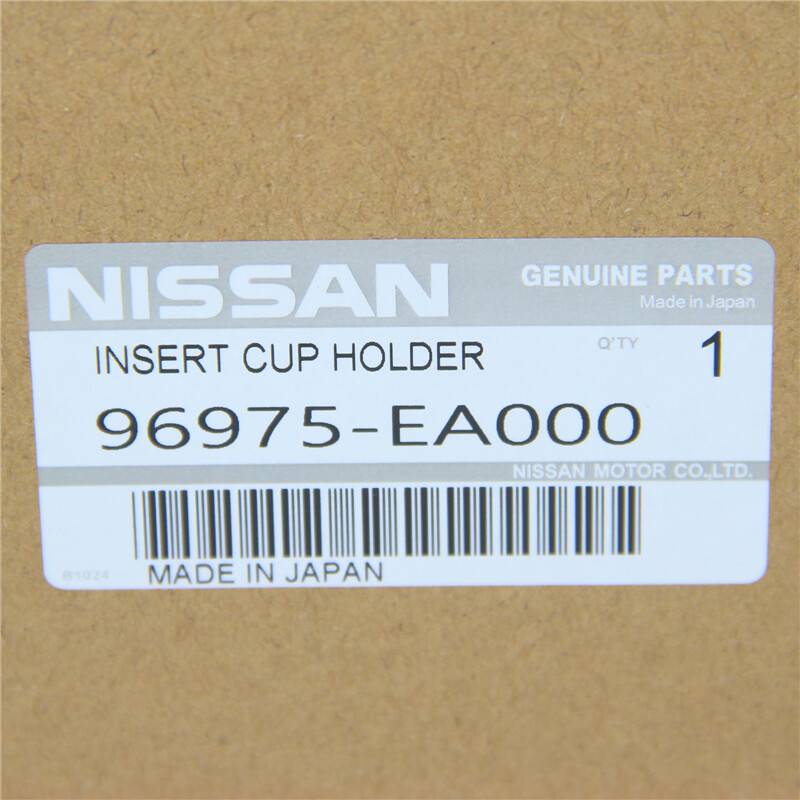 NISSAN
GENUINE PARTS
Made in Japan
INSERT CUP HOLDER
Q'TY 1
96975-EA000
NISSAN MOTOR CO.,LTD.
B1024
MADE IN JAPAN